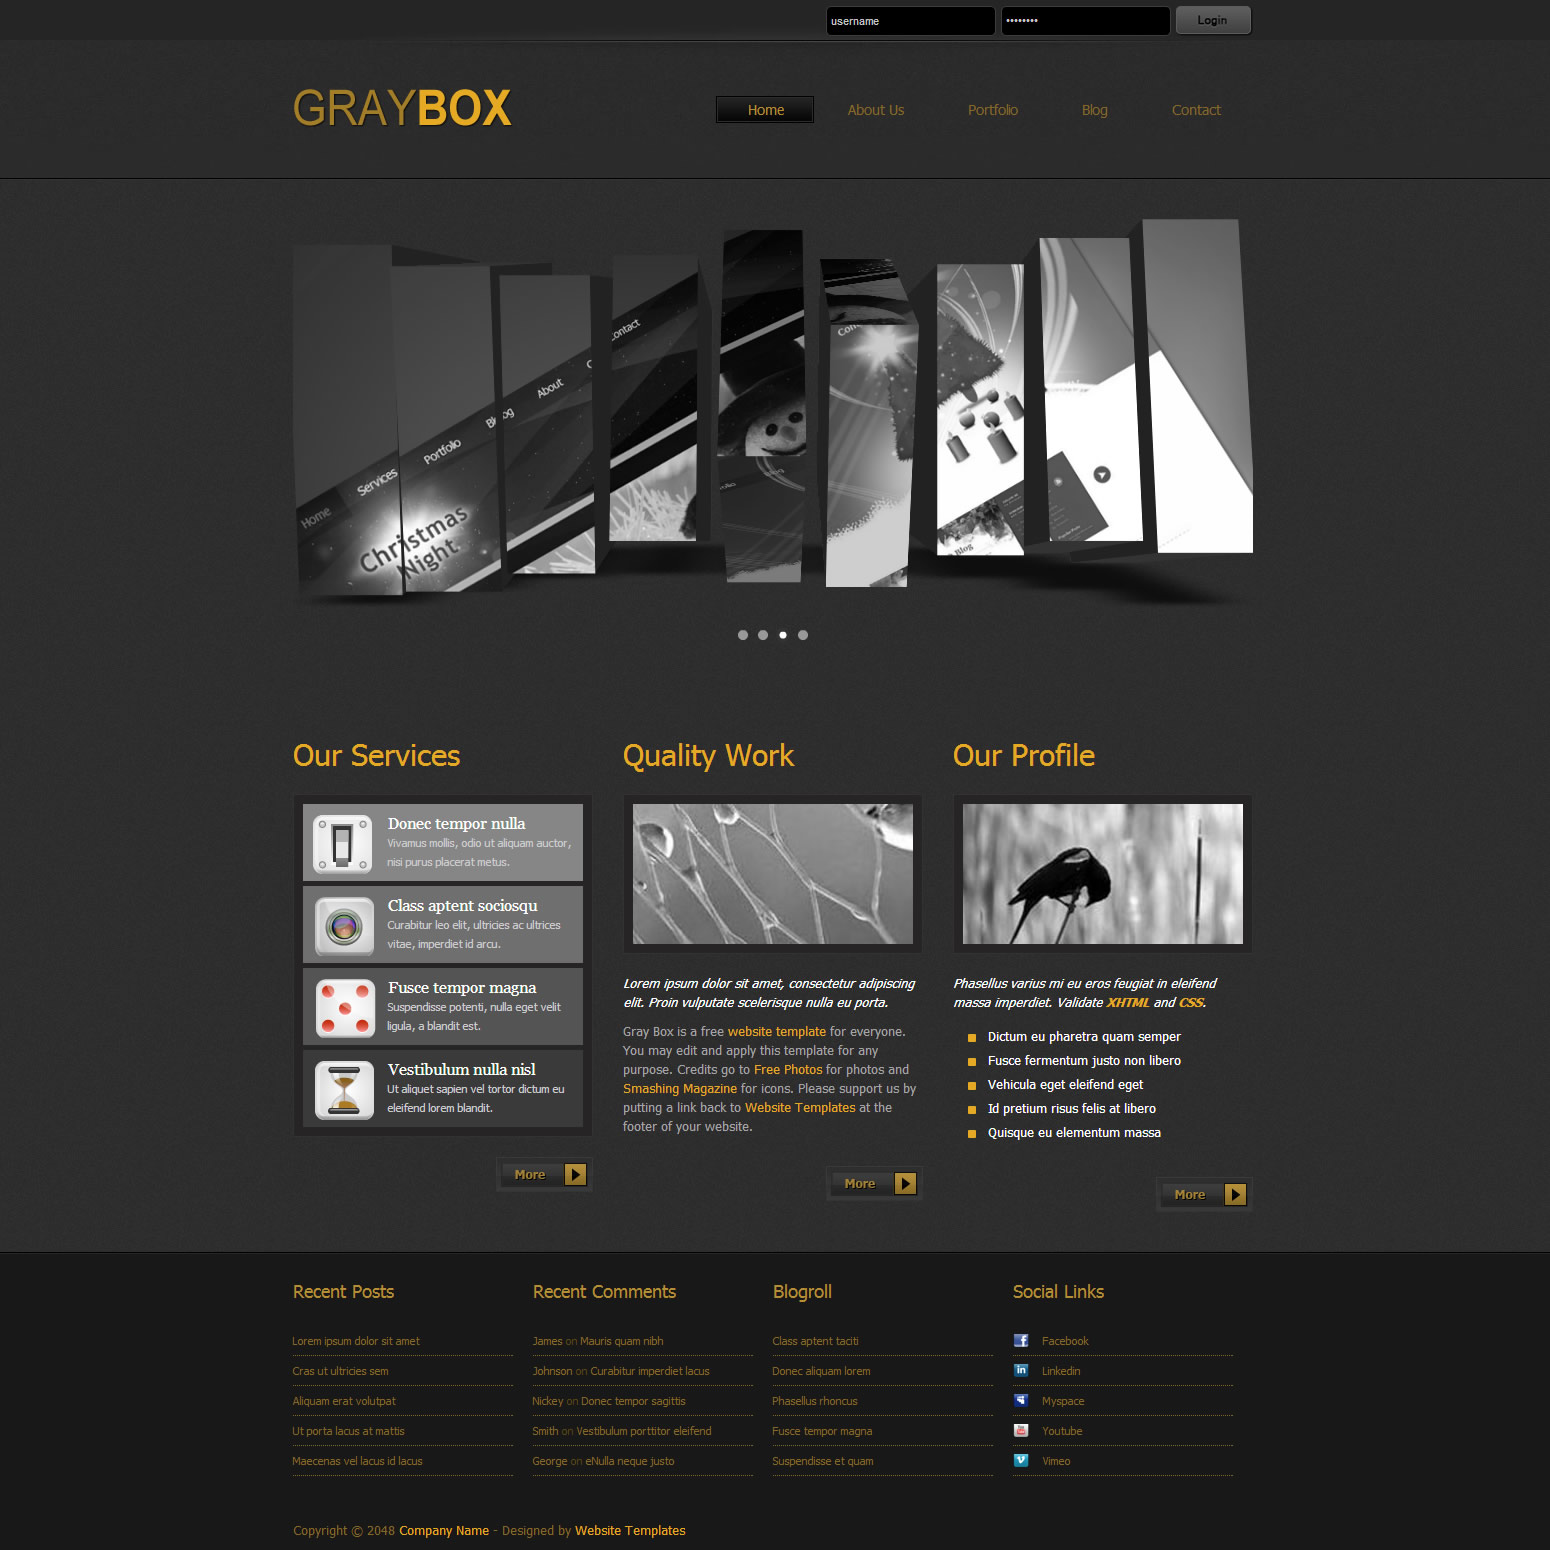 username
••••••••
Login
GRAYBOX
Home
About Us
Portfolio
Blog
Contact
Home
Services
Portfolio
About
Contact
Christmas
Night
Blog
Our Services
Donec tempor nulla
Vivamus mollis, odio ut aliquam auctor,
nisi purus placerat metus.
Class aptent sociosqu
Curabitur leo elit, ultricies ac ultrices
vitae, imperdiet id arcu.
Fusce tempor magna
Suspendisse potenti, nulla eget velit
ligula, a blandit est.
Vestibulum nulla nisl
Ut aliquet sapien vel tortor dictum eu
eleifend lorem blandit.
More
Quality Work
Lorem ipsum dolor sit amet, consectetur adipiscing
elit. Proin vulputate scelerisque nulla eu porta.
Gray Box is a free website template for everyone.
You may edit and apply this template for any
purpose. Credits go to Free Photos for photos and
Smashing Magazine for icons. Please support us by
putting a link back to Website Templates at the
footer of your website.
More
Our Profile
Phasellus varius mi eu eros feugiat in eleifend
massa imperdiet. Validate XHTML and CSS.
Dictum eu pharetra quam semper
Fusce fermentum justo non libero
Vehicula eget eleifend eget
Id pretium risus felis at libero
Quisque eu elementum massa
More
Recent Posts
Lorem ipsum dolor sit amet
Cras ut ultricies sem
Aliquam erat volutpat
Ut porta lacus at mattis
Maecenas vel lacus id lacus
Recent Comments
James on Mauris quam nibh
Johnson on Curabitur imperdiet lacus
Nickey on Donec tempor sagittis
Smith on Vestibulum porttitor eleifend
George on eNulla neque justo
Blogroll
Class aptent taciti
Donec aliquam lorem
Phasellus rhoncus
Fusce tempor magna
Suspendisse et quam
Social Links
Facebook
Linkedin
Myspace
Youtube
Vimeo
Copyright © 2048 Company Name - Designed by Website Templates